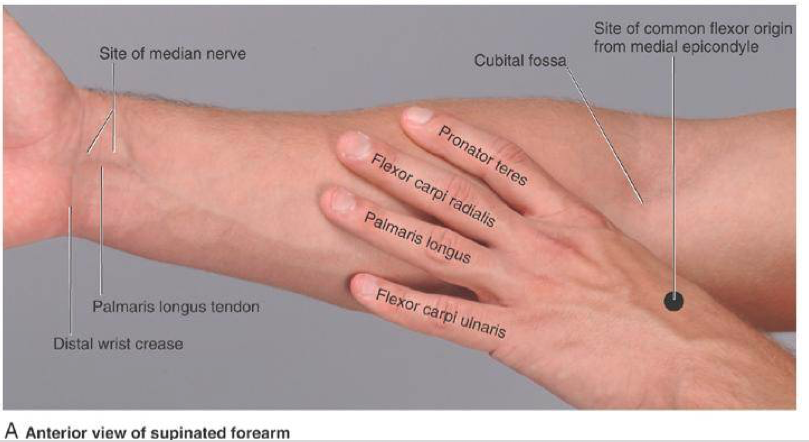 Site of common flexor origin
from medial epicondyle
Site of median nerve
Cubital fossa
Pronator teres
Flexor carpi radialis
Palmaris longus
Flexor carpi ulnaris
Palmaris longus tendon
Distal wrist crease
A Anterior view of supinated forearm